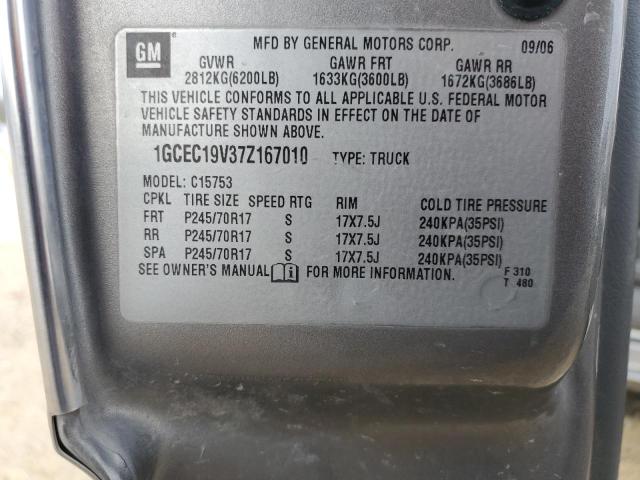 GM
MFD BY GENERAL MOTORS CORP. 09/06
GVWR GAWR FRT GAWR RR
2812KG(6200LB) 1633KG(3600LB) 1672KG(3686LB)
THIS VEHICLE CONFORMS TO ALL APPLICABLE U.S. FEDERAL MOTOR
VEHICLE SAFETY STANDARDS IN EFFECT ON THE DATE OF
MANUFACTURE SHOWN ABOVE.
1GCEC19V37Z167010 TYPE: TRUCK
MODEL: C15753
CPKL TIRE SIZE SPEED RTG RIM COLD TIRE PRESSURE
FRT P245/70R17 S 17X7.5J 240KPA(35PSI)
RR P245/70R17 S 17X7.5J 240KPA(35PSI)
SPA P245/70R17 S 17X7.5J 240KPA(35PSI)
SEE OWNER'S MANUAL i FOR MORE INFORMATION.
F 310
T 480